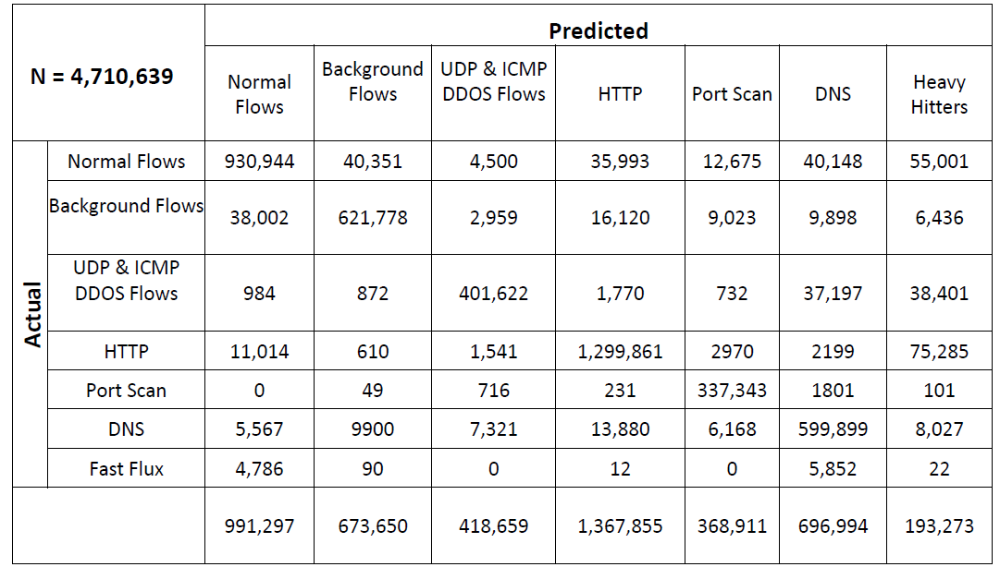 Predicted
N = 4,710,639
Normal Flows Background Flows UDP & ICMP DDOS Flows HTTP Port Scan DNS Heavy Hitters
Actual
Normal Flows 930,944 40,351 4,500 35,993 12,675 40,148 55,001
Background Flows 38,002 621,778 2,959 16,120 9,023 9,898 6,436
UDP & ICMP DDOS Flows 984 872 401,622 1,770 732 37,197 38,401
HTTP 11,014 610 1,541 1,299,861 2970 2199 75,285
Port Scan 0 49 716 231 337,343 1801 101
DNS 5,567 9900 7,321 13,880 6,168 599,899 8,027
Fast Flux 4,786 90 0 12 0 5,852 22
991,297 673,650 418,659 1,367,855 368,911 696,994 193,273